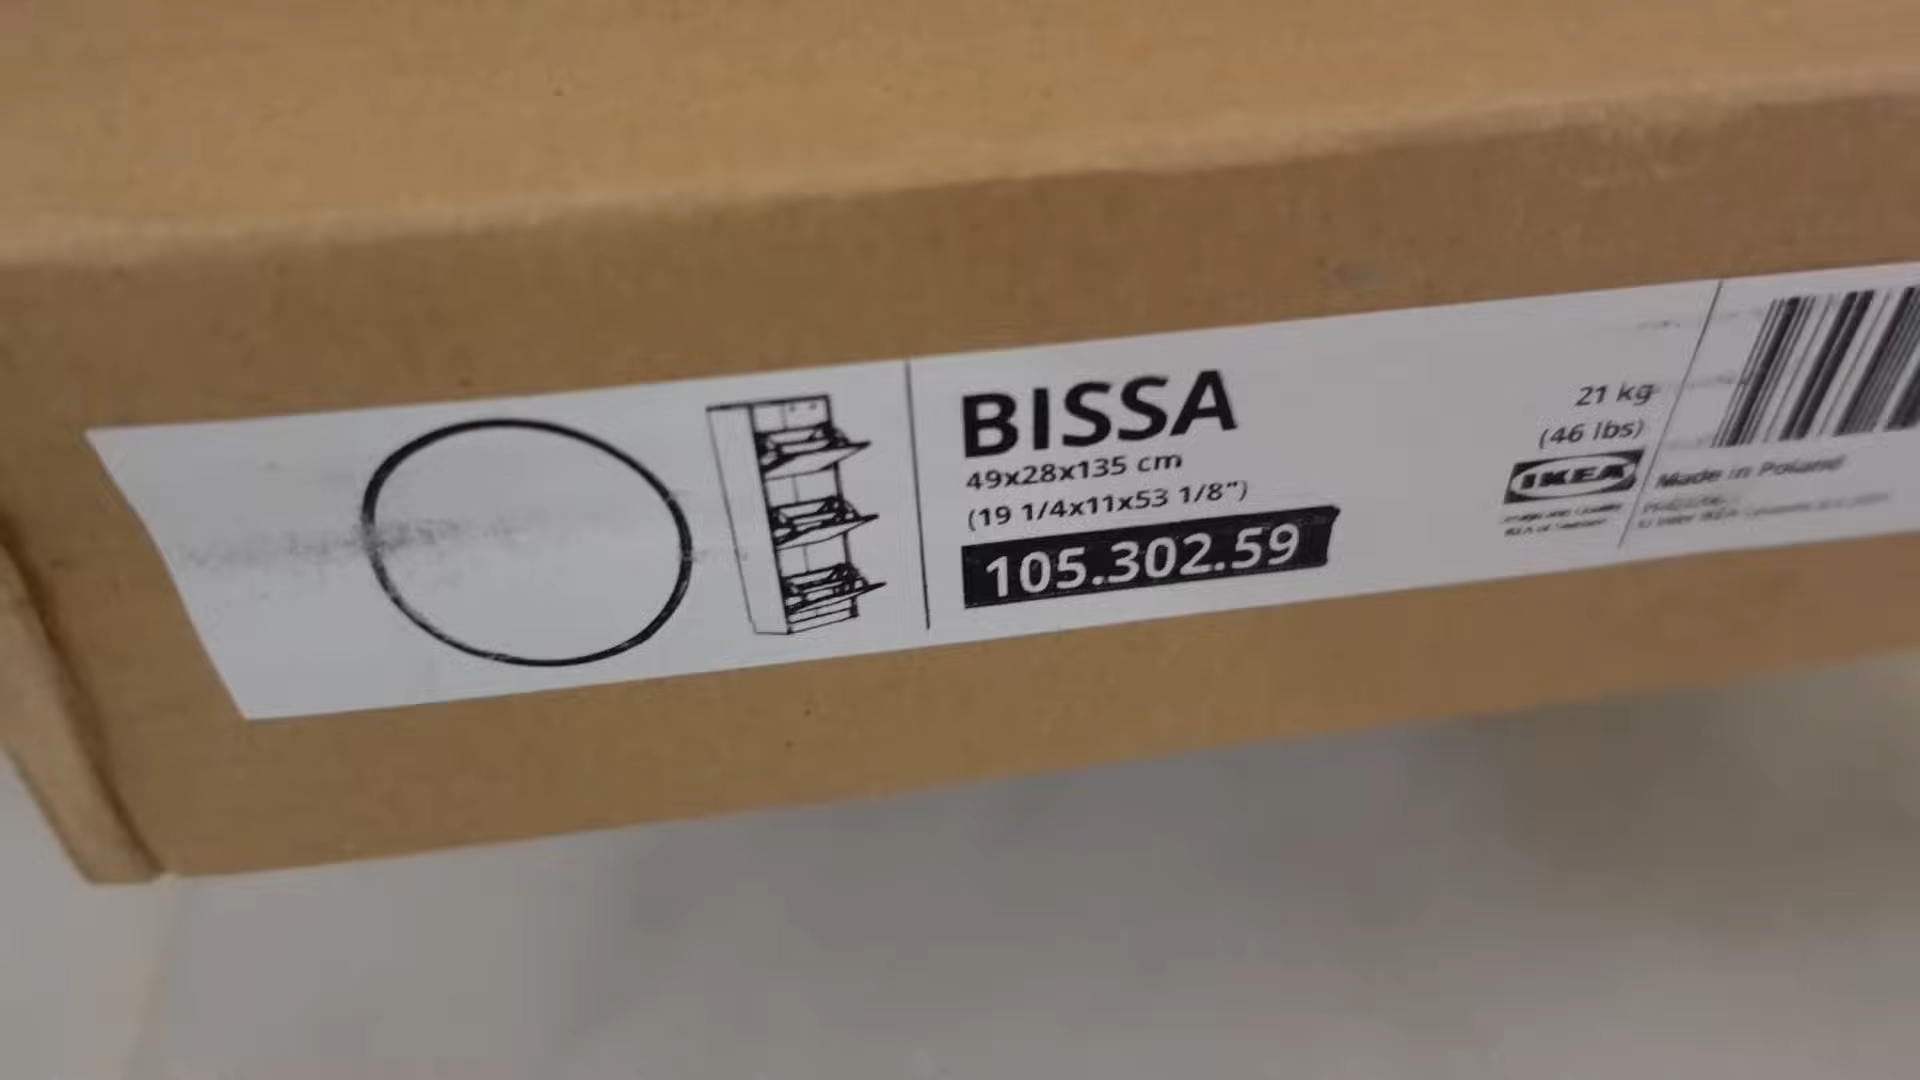 BISSA
49x28x135 cm
(19 1/4x11x53 1/8")
105.302.59
21 kg
(46 lbs)
IKEA
Made in Poland